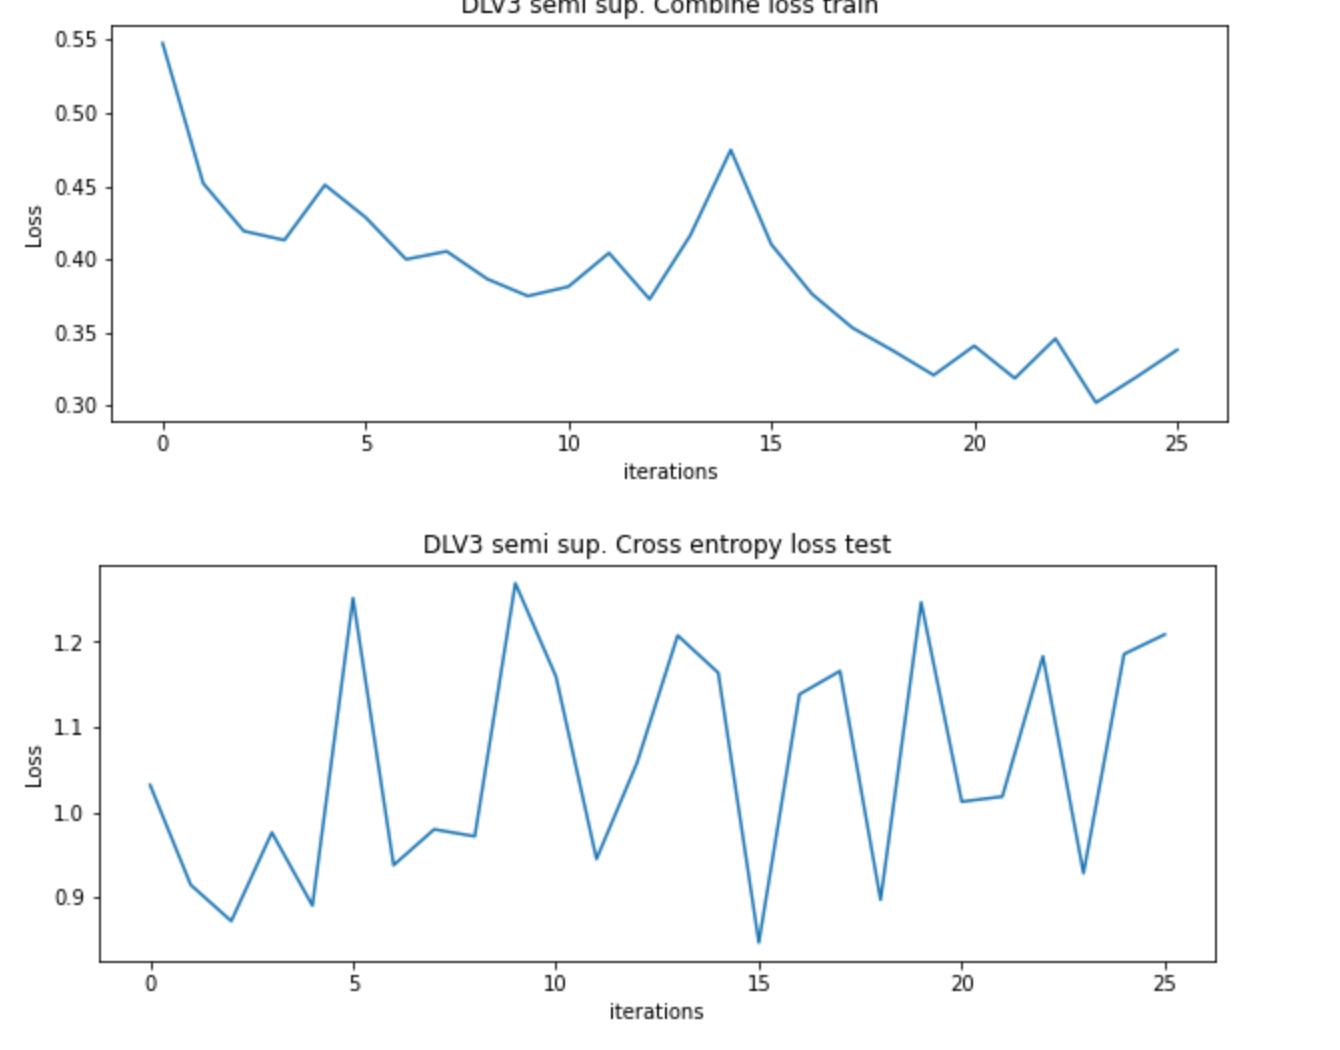 DLV3 semi sup. Combine loss train
0.55
0.50
0.45
0.40
0.35
0.30
Loss
0 5 10 15 20 25
iterations
DLV3 semi sup. Cross entropy loss test
1.2
1.1
1.0
0.9
Loss
0 5 10 15 20 25
iterations